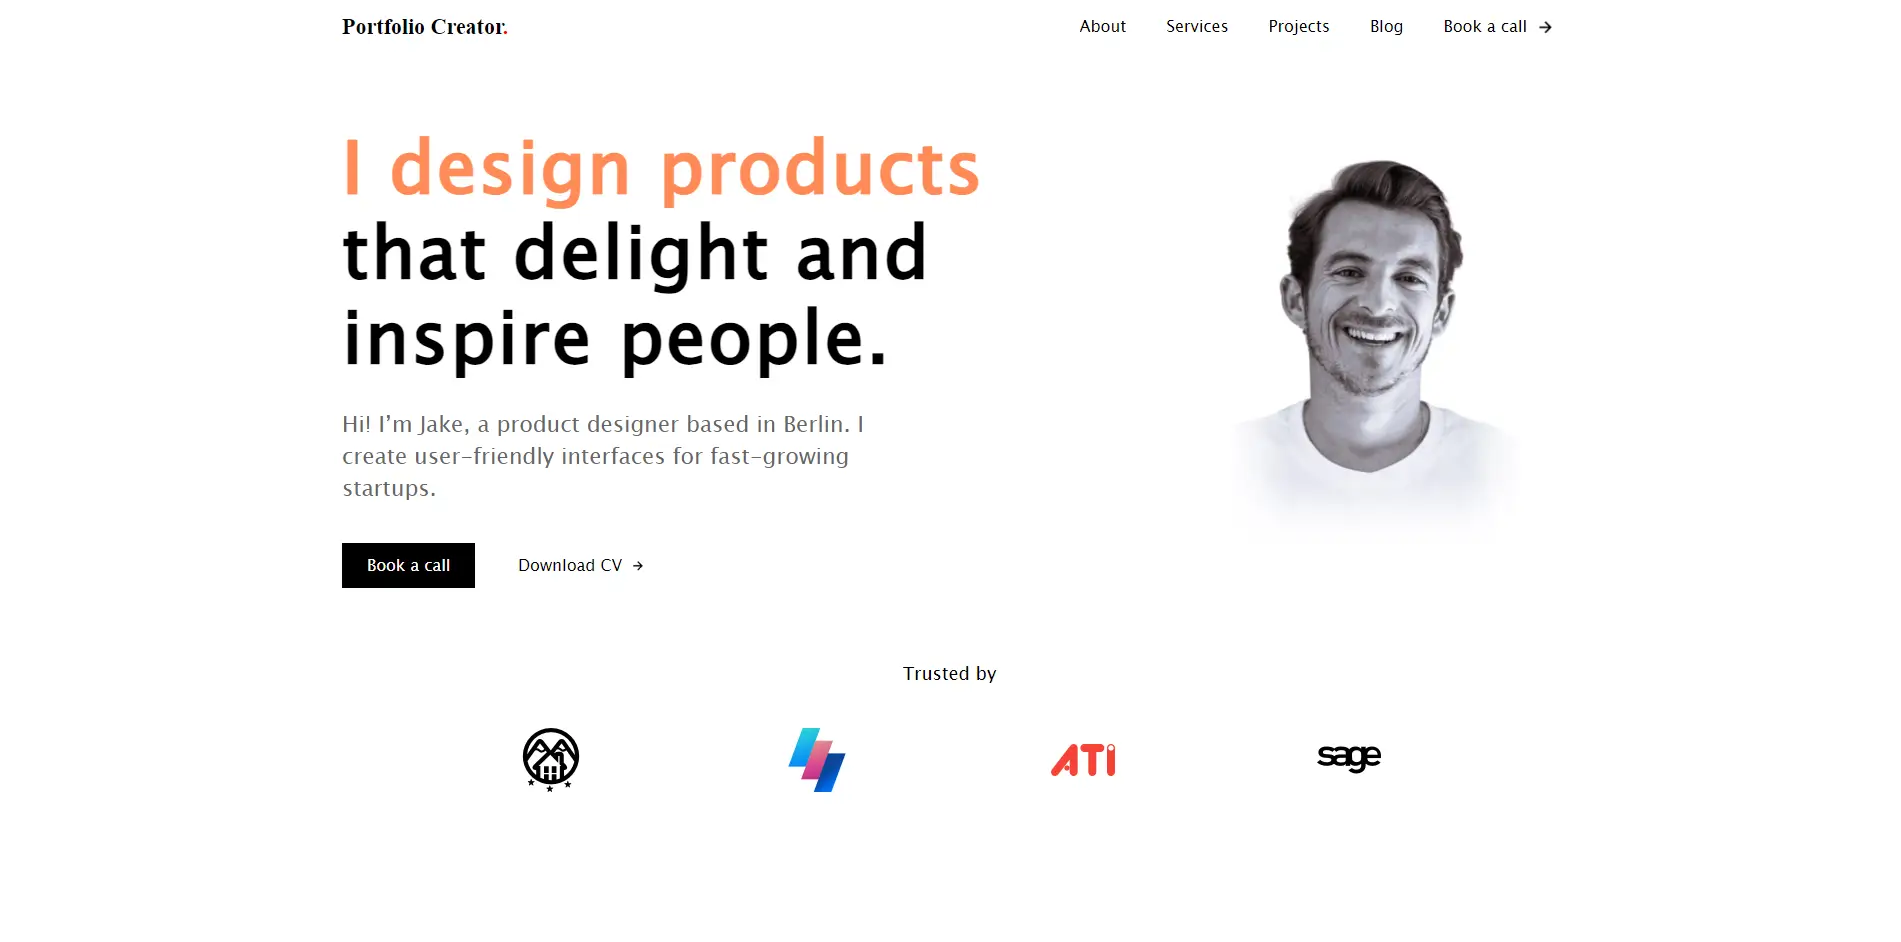 Portfolio Creator.
About Services Projects Blog Book a call →
I design products
that delight and
inspire people.
Hi! I’m Jake, a product designer based in Berlin. I
create user-friendly interfaces for fast-growing
startups.
Book a call Download CV →
Trusted by
ATi sage